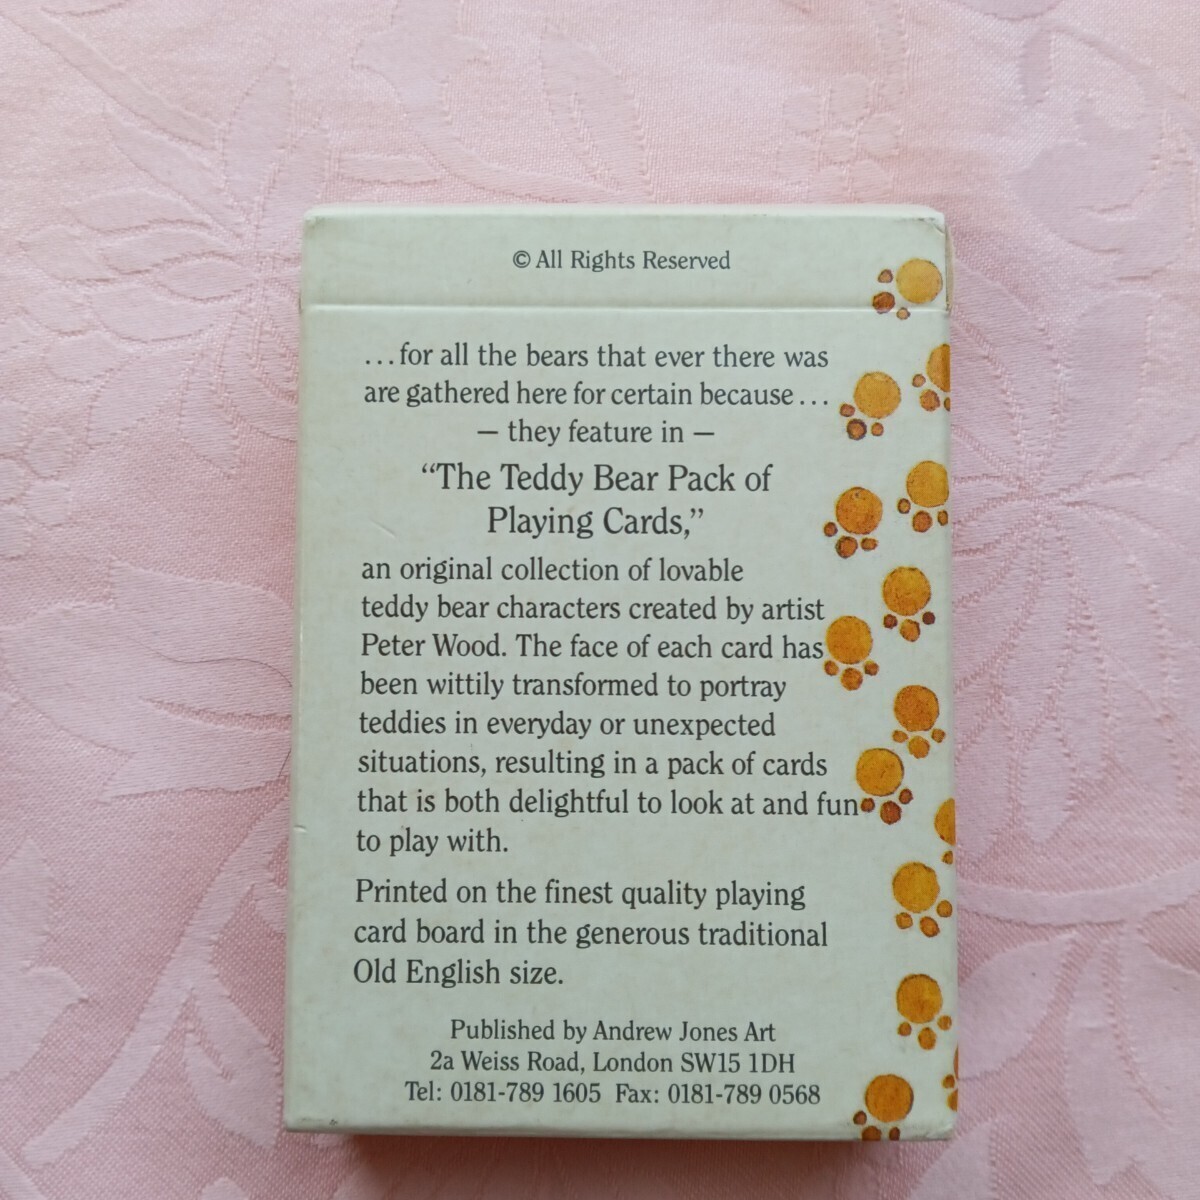 © All Rights Reserved
...for all the bears that ever there was
are gathered here for certain because...
— they feature in —
“The Teddy Bear Pack of
Playing Cards,”
an original collection of lovable
teddy bear characters created by artist
Peter Wood. The face of each card has
been wittily transformed to portray
teddies in everyday or unexpected
situations, resulting in a pack of cards
that is both delightful to look at and fun
to play with.
Printed on the finest quality playing
card board in the generous traditional
Old English size.
Published by Andrew Jones Art
2a Weiss Road, London SW15 1DH
Tel: 0181-789 1605 Fax: 0181-789 0568